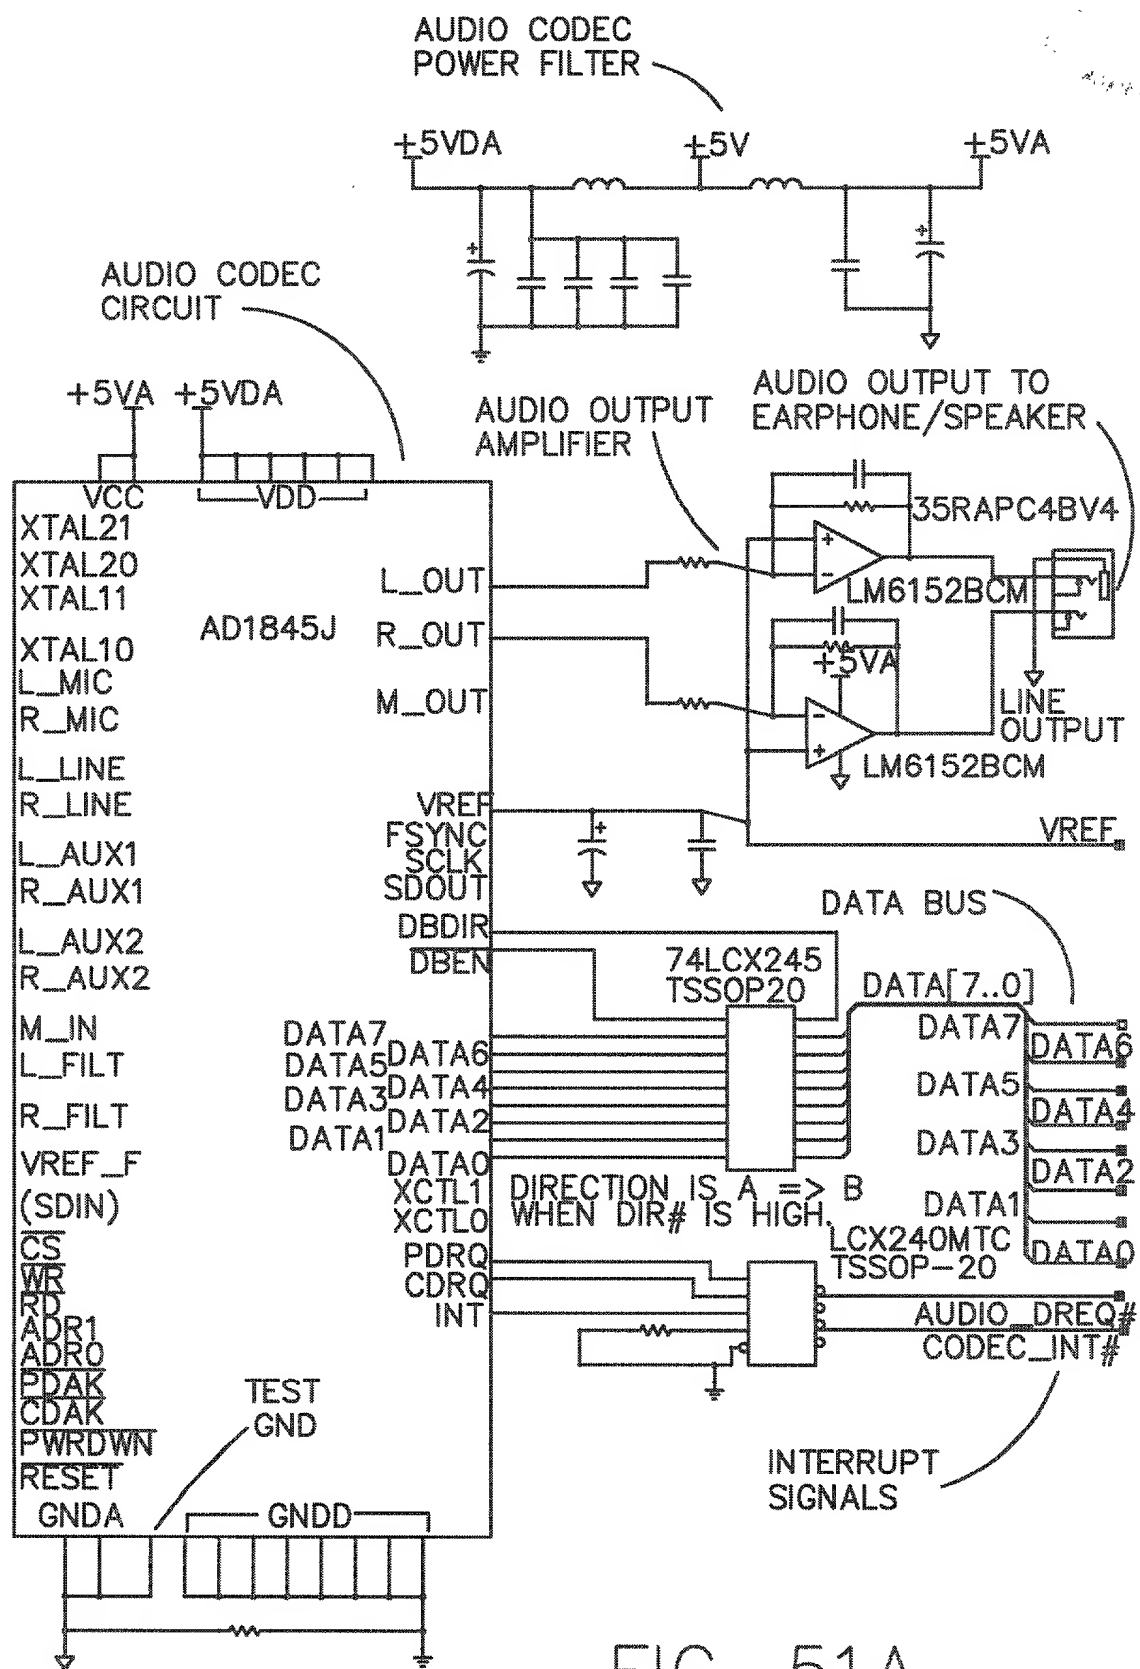 AUDIO CODEC
POWER FILTER
+5VDA
+5V
+5VA
AUDIO CODEC
CIRCUIT
+5VA
+5VDA
AUDIO OUTPUT
AMPLIFIER
AUDIO OUTPUT TO
EARPHONE/SPEAKER
VCC
VDD
XTAL21
XTAL20
XTAL11
XTAL10
L_MIC
R_MIC
L_LINE
R_LINE
L_AUX1
R_AUX1
L_AUX2
R_AUX2
M_IN
L_FILT
R_FILT
VREF_F
(SDIN)
CS
WR
RD
ADR1
ADR0
PDAK
CDAK
PWRDWN
RESET
GNDA
GNDD
TEST
GND
AD1845J
L_OUT
R_OUT
M_OUT
VREF
FSYNC
SCLK
SDOUT
DBDIR
DBEN
DATA7
DATA6
DATA5
DATA4
DATA3
DATA2
DATA1
DATA0
XCTL1
XCTL0
PDRQ
CDRQ
INT
35RAPC4BV4
+
-
LM6152BCM
+5VA
-
+
LM6152BCM
LINE
OUTPUT
VREF
DATA BUS
74LCX245
TSSOP20
DATA[7..0]
DATA7
DATA6
DATA5
DATA4
DATA3
DATA2
DATA1
DATA0
DIRECTION IS A => B
WHEN DIR# IS HIGH.
LCX240MTC
TSSOP-20
AUDIO_DREQ#
CODEC_INT#
INTERRUPT
SIGNALS
FIG. 51A